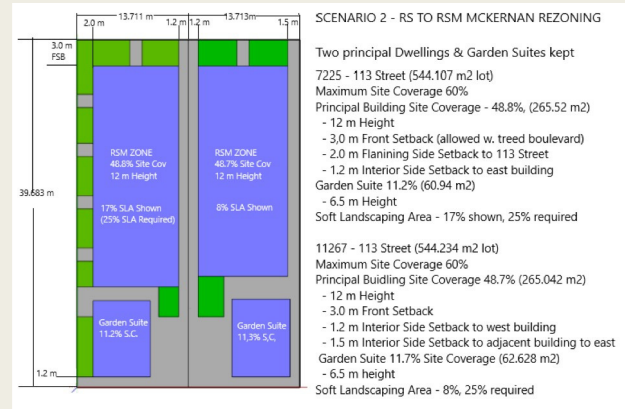 13.711 m
13.713m
2.0 m
1.2 m
1.2 m
1.5 m
3.0 m
FSB
39.683 m
RSM ZONE
48.8% Site Cov
12 m Height
17% SLA Shown
(25% SLA Required)
RSM ZONE
48.7% Site Cov
12 m Height
8% SLA Shown
Garden Suite
11.2% S.C.
Garden Suite
11,3% S,C,
1.2 m
SCENARIO 2 - RS TO RSM MCKERNAN REZONING
Two principal Dwellings & Garden Suites kept
7225 - 113 Street (544.107 m2 lot)
Maximum Site Coverage 60%
Principal Building Site Coverage - 48.8%, (265.52 m2)
- 12 m Height
- 3,0 m Front Setback (allowed w. treed boulevard)
- 2.0 m Flanining Side Setback to 113 Street
- 1.2 m Interior Side Setback to east building
Garden Suite 11.2% (60.94 m2)
- 6.5 m Height
Soft Landscaping Area - 17% shown, 25% required
11267 - 113 Street (544.234 m2 lot)
Maximum Site Coverage 60%
Principal Buidling Site Coverage 48.7% (265.042 m2)
- 12 m Height
- 3.0 m Front Setback
- 1.2 m Interior Side Setback to west building
- 1.5 m Interior Side Setback to adjacent building to east
Garden Suite 11.7% Site Coverage (62.628 m2)
- 6.5 m height
Soft Landscaping Area - 8%, 25% required